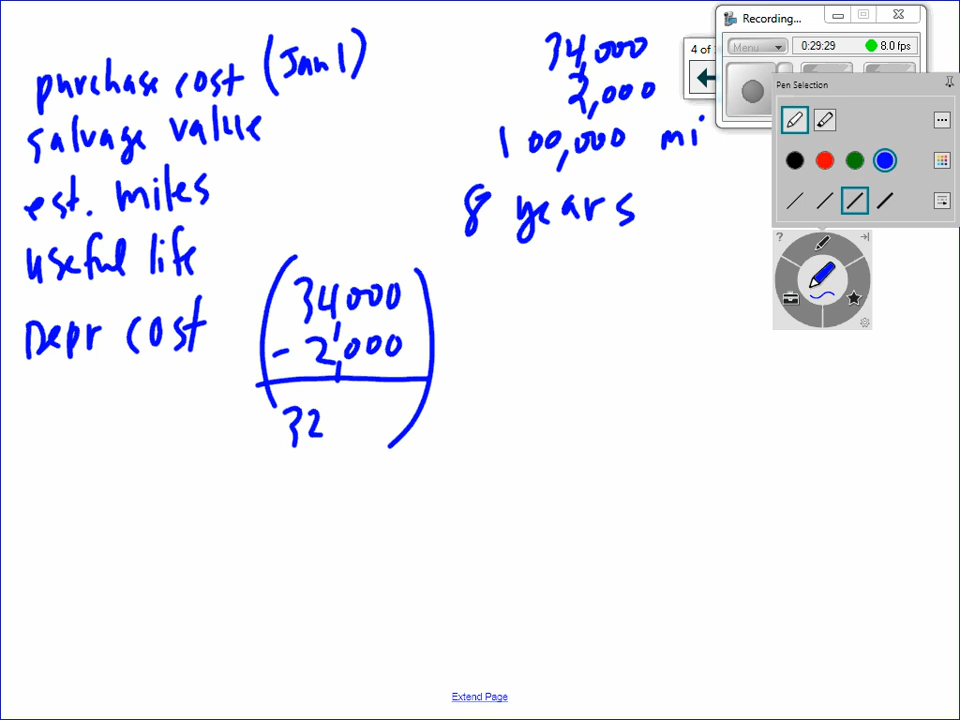 purchase cost (Jan 1) 34,000
salvage value 2,000
est. miles 100,000 mi
useful life 8 years
Depr cost (34,000
- 2,000
32 )
4 of
Recording...
Menu 0:29:29 8.0 fps
Pen Selection
Extend Page